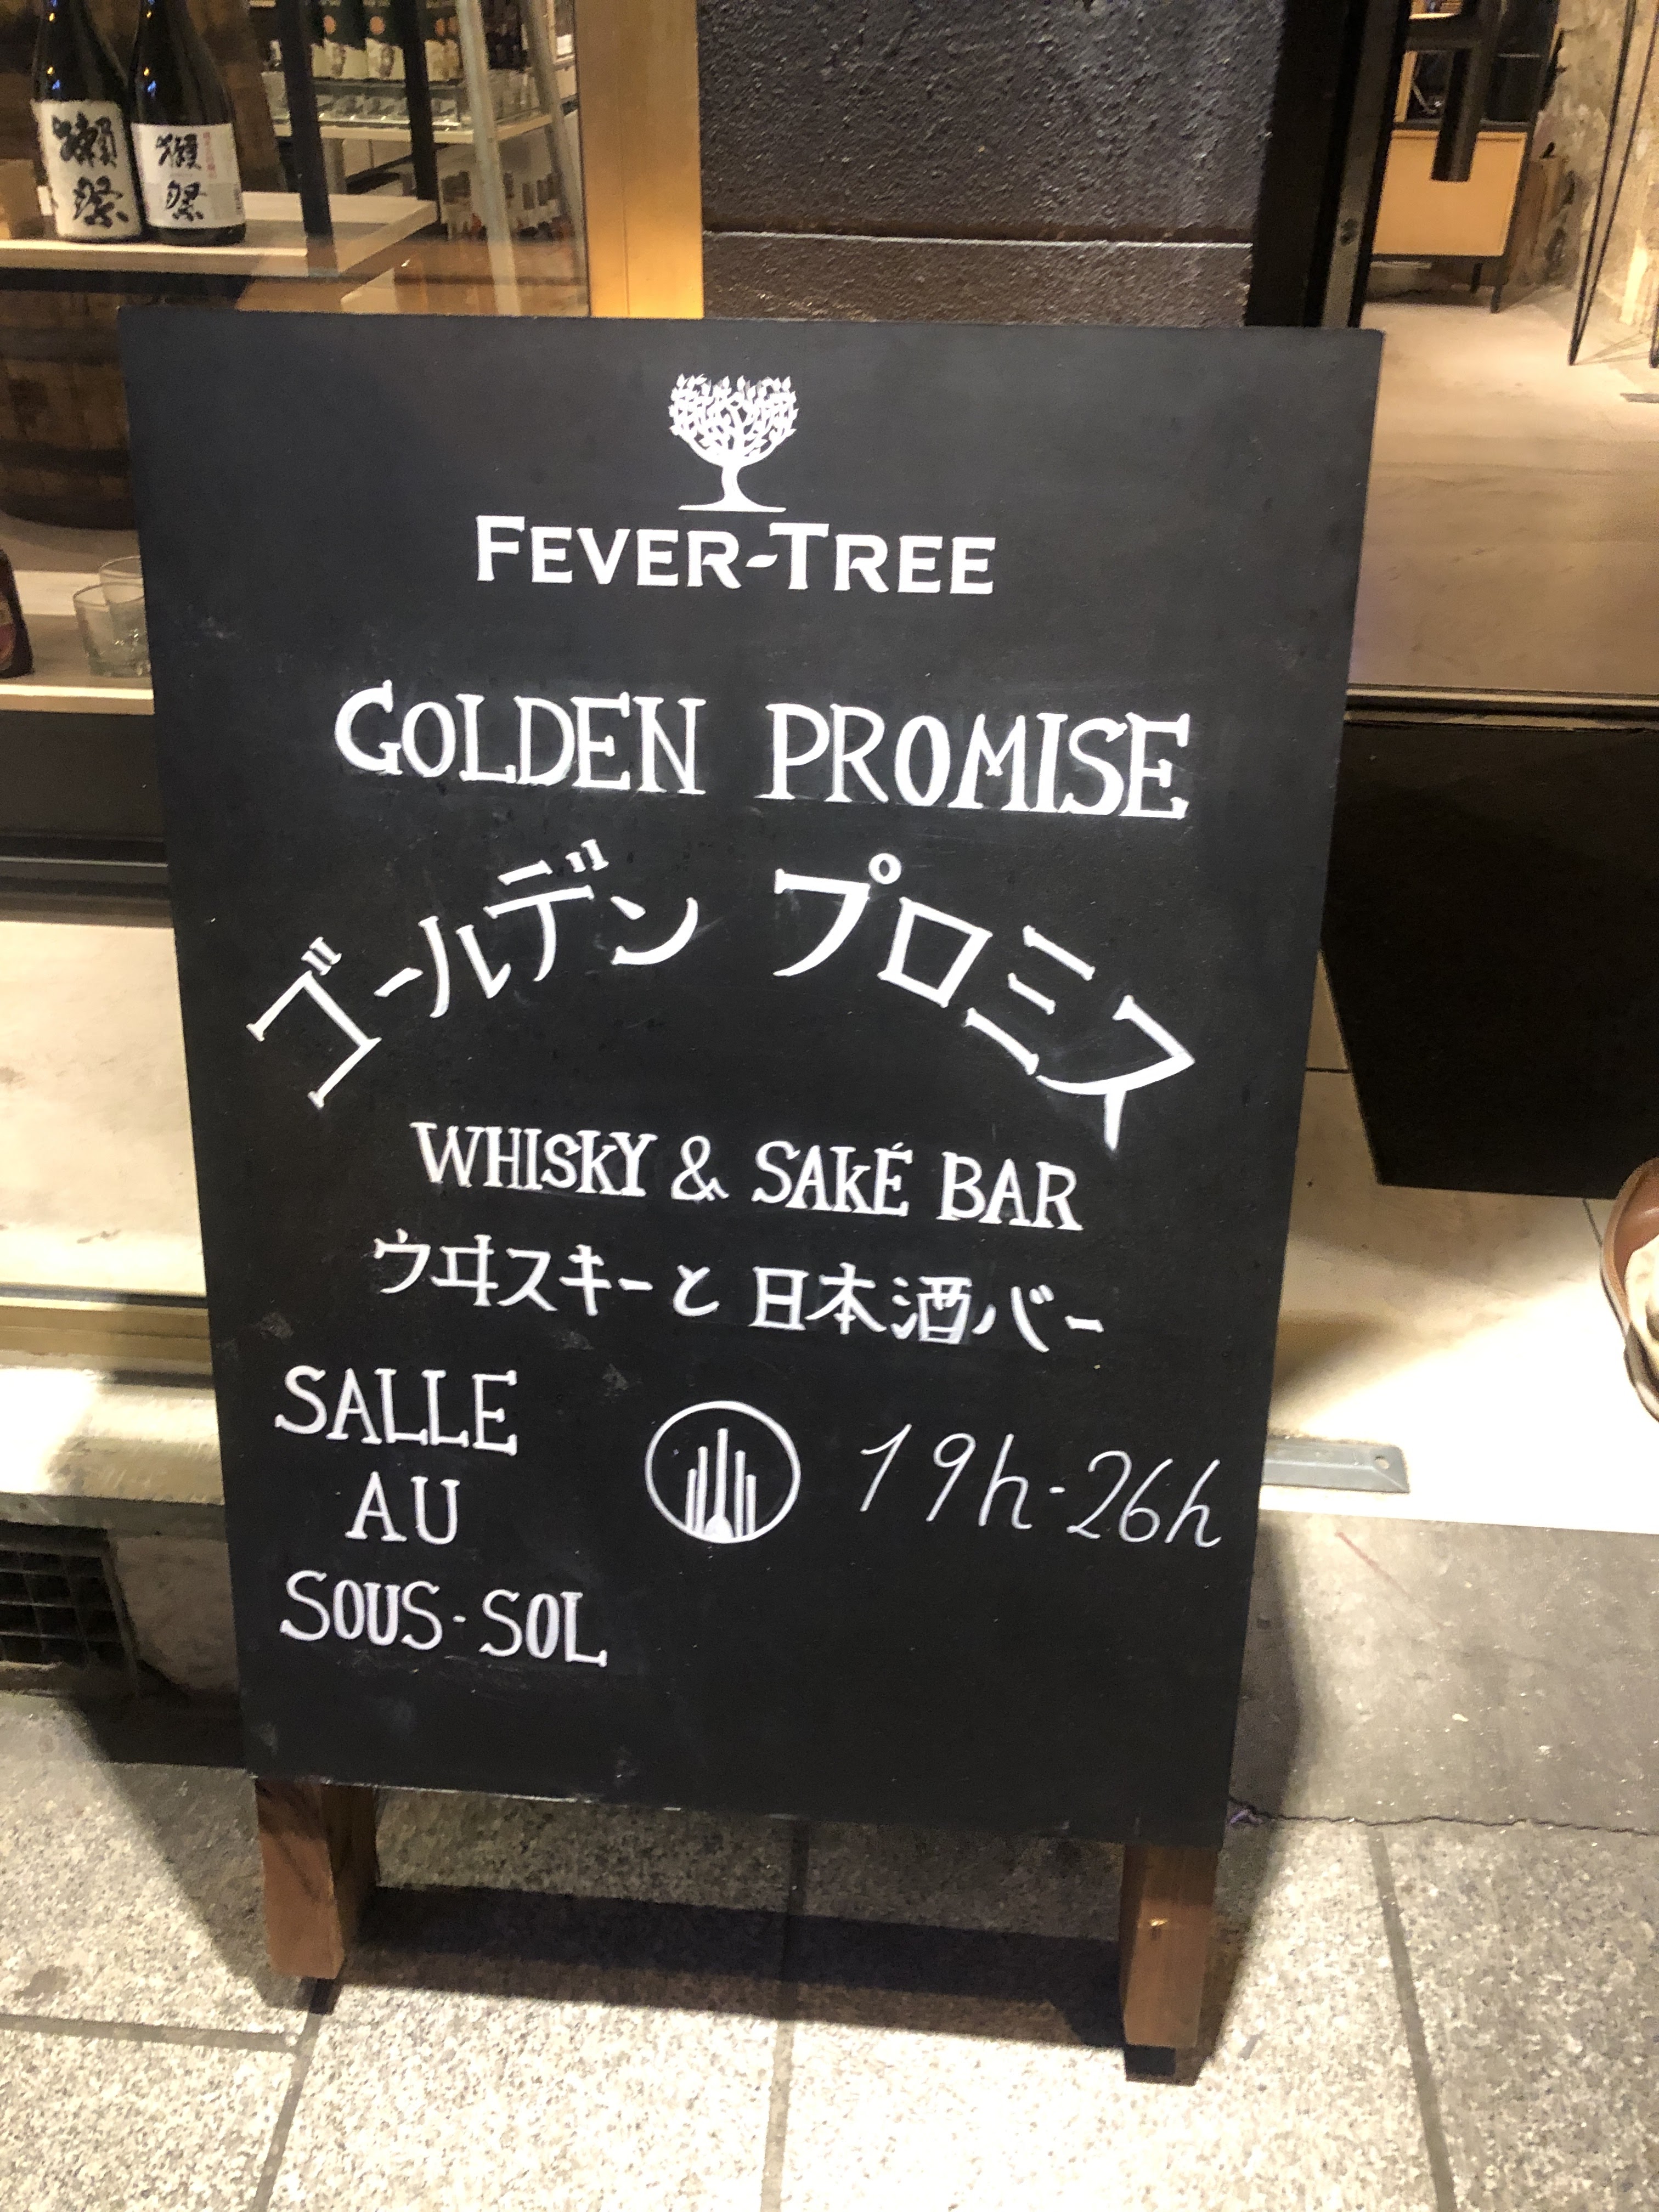 獺祭
獺祭
FEVER-TREE
GOLDEN PROMISE
ゴールデン プロミス
WHISKY & SAKÉ BAR
ウヰスキーと日本酒バー
SALLE
AU
SOUS-SOL
19h-26h